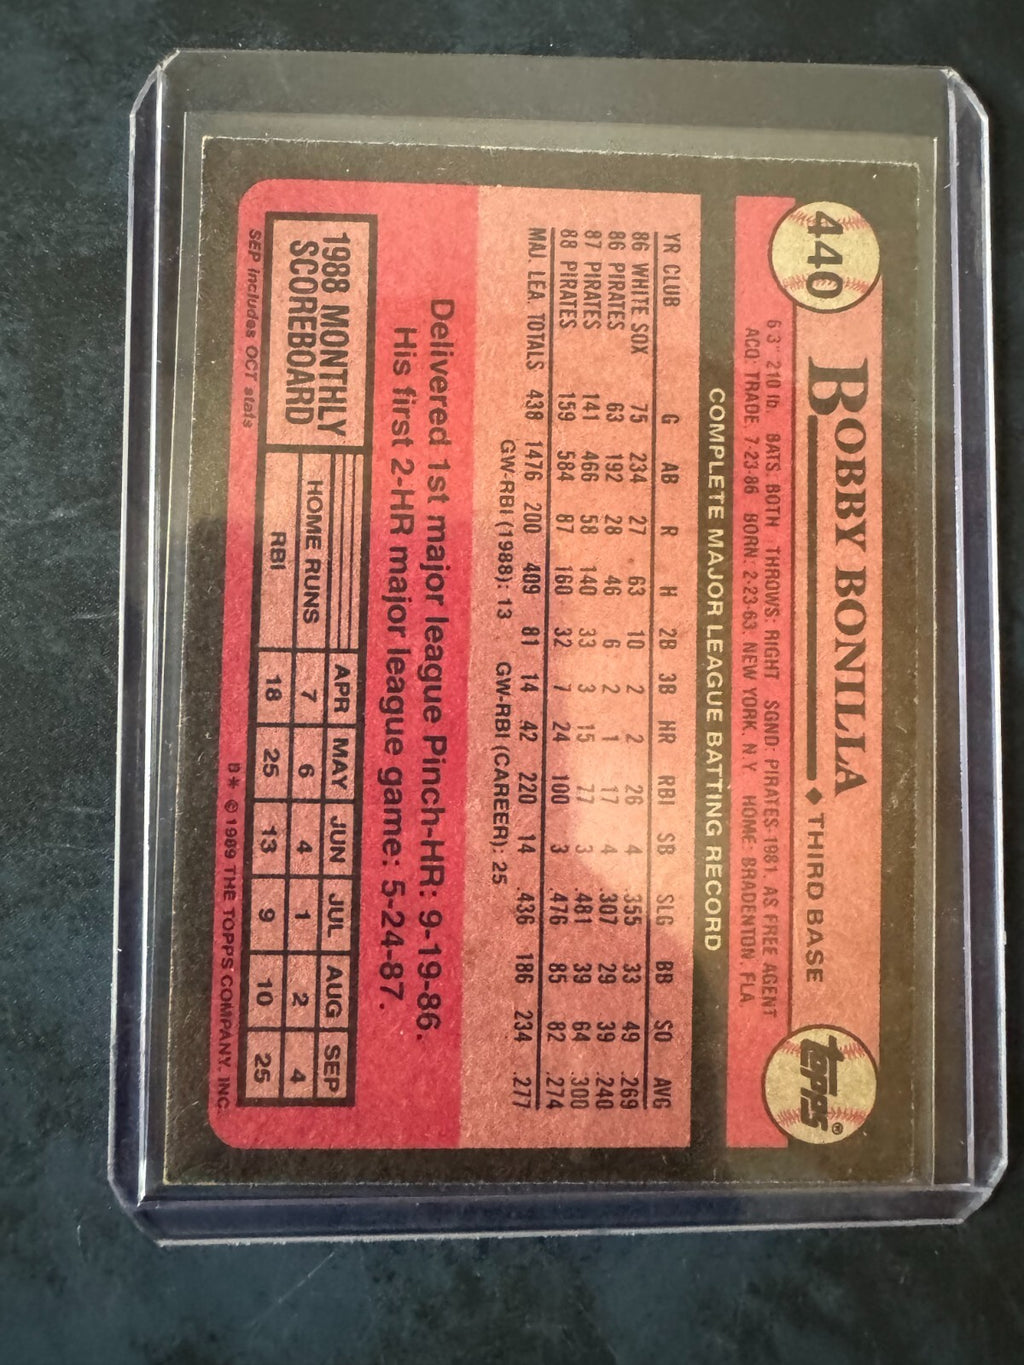 440
BOBBY BONILLA ♦ THIRD BASE
TOPPS®
6'3" 210 lb. BATS: BOTH THROWS: RIGHT SGND: PIRATES-1981, AS FREE AGENT
ACQ: TRADE, 7-23-86 BORN: 2-23-63, NEW YORK, N.Y. HOME: BRADENTON, FLA.
COMPLETE MAJOR LEAGUE BATTING RECORD
YR CLUB G AB R H 2B 3B HR RBI SB SLG BB SO AVG
86 WHITE SOX 75 234 27 63 10 2 2 26 4 .355 33 49 .269
86 PIRATES 63 192 28 46 6 2 1 17 4 .307 29 39 .240
87 PIRATES 141 466 58 140 33 3 15 77 3 .481 39 64 .300
88 PIRATES 159 584 87 160 32 7 24 100 3 .476 85 82 .274
MAJ. LEA. TOTALS 438 1476 200 409 81 14 42 220 14 .436 186 234 .277
GW-RBI (1988): 13 GW-RBI (CAREER): 25
Delivered 1st major league Pinch-HR: 9-19-86.
His first 2-HR major league game: 5-24-87.
1988 MONTHLY
SCOREBOARD
APR MAY JUN JUL AUG SEP
HOME RUNS 7 6 4 1 2 4
RBI 18 25 13 9 10 25
SEP includes OCT stats
B* © 1989 THE TOPPS COMPANY, INC.